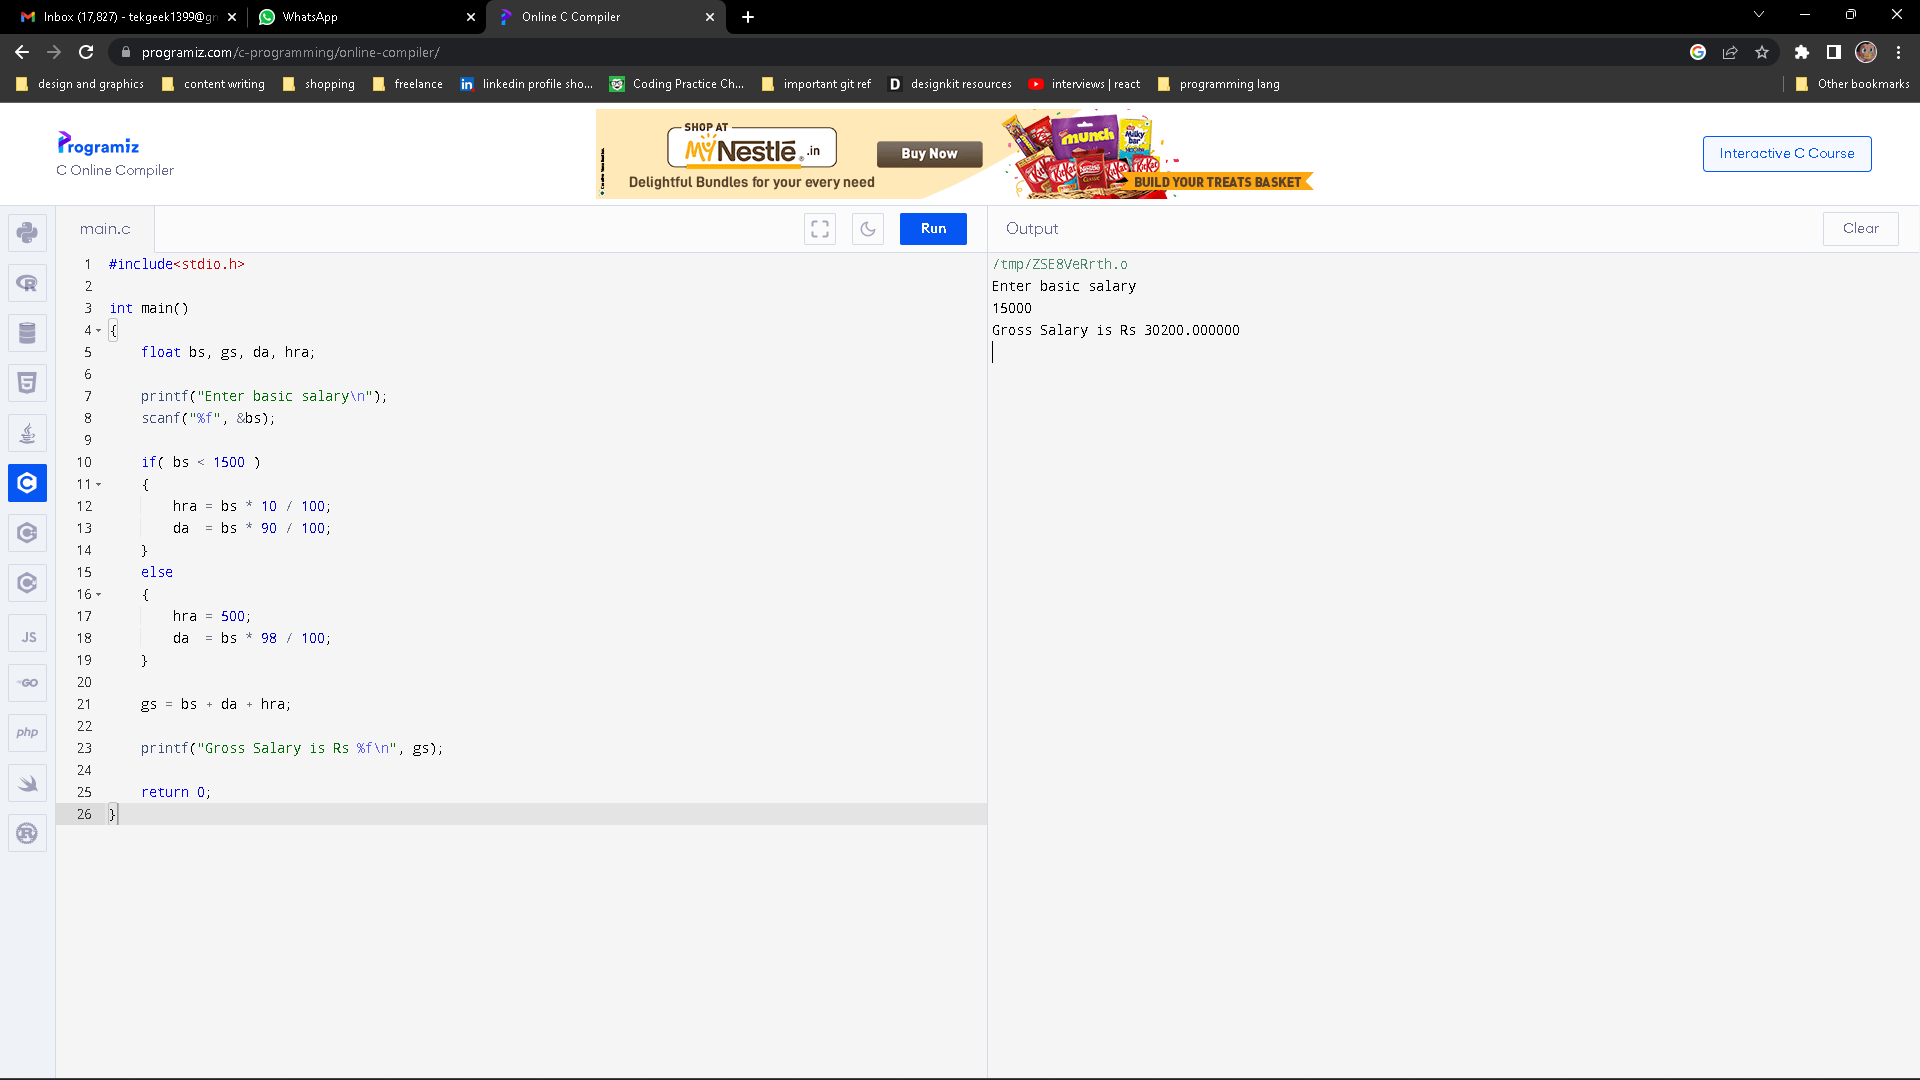 Inbox (17,827) - tekgeek1399@gm
WhatsApp
Online C Compiler
programiz.com/c-programming/online-compiler/
design and graphics
content writing
shopping
freelance
linkedin profile sho...
Coding Practice Ch...
important git ref
designkit resources
interviews | react
programming lang
Other bookmarks
Programiz
C Online Compiler
SHOP AT
MyNestlé.in
Delightful Bundles for your every need
Buy Now
munch
Milky bar
KitKat
BUILD YOUR TREATS BASKET
Interactive C Course
main.c
Run
Output
Clear
1 #include<stdio.h>
2
3 int main()
4 {
5 float bs, gs, da, hra;
6
7 printf("Enter basic salary\n");
8 scanf("%f", &bs);
9
10 if( bs < 1500 )
11 {
12 hra = bs * 10 / 100;
13 da  = bs * 90 / 100;
14 }
15 else
16 {
17 hra = 500;
18 da  = bs * 98 / 100;
19 }
20
21 gs = bs + da + hra;
22
23 printf("Gross Salary is Rs %f\n", gs);
24
25 return 0;
26 }
/tmp/ZSE8VeRrth.o
Enter basic salary
15000
Gross Salary is Rs 30200.000000
JS
GO
php